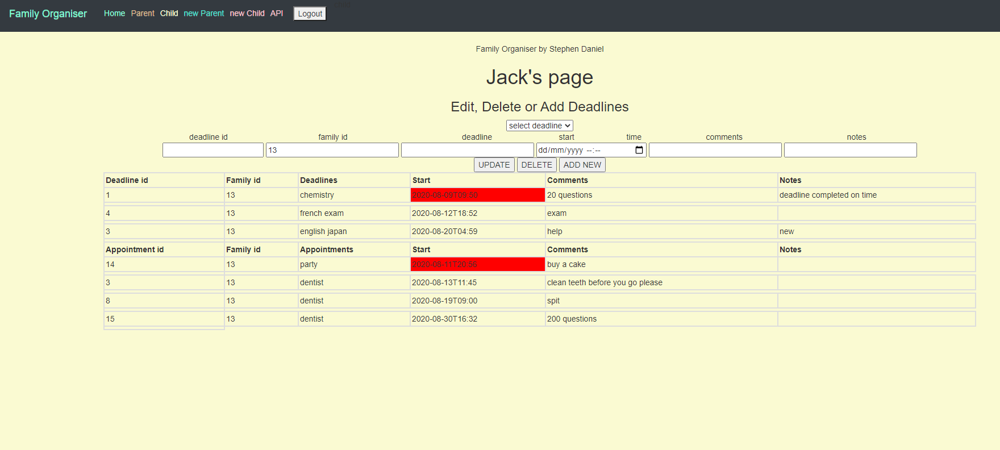 Family Organiser Home Parent Child new Parent new Child API Logout child
Family Organiser by Stephen Daniel
Jack's page
Edit, Delete or Add Deadlines
select deadline
deadline id family id deadline start time comments notes
13 dd/mm/yyyy --:--
UPDATE DELETE ADD NEW
Deadline id Family id Deadlines Start Comments Notes
1 13 chemistry 2020-08-09T09:50 20 questions deadline completed on time
4 13 french exam 2020-08-12T18:52 exam
3 13 english japan 2020-08-20T04:59 help new
Appointment id Family id Appointments Start Comments Notes
14 13 party 2020-08-11T20:56 buy a cake
3 13 dentist 2020-08-13T11:45 clean teeth before you go please
8 13 dentist 2020-08-19T09:00 spit
15 13 dentist 2020-08-30T16:32 200 questions